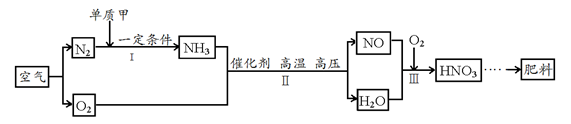 单质甲
N₂ 一定条件 NH₃ NO O₂
Ⅰ
空气 催化剂 高温 高压 HNO₃ …… 肥料
Ⅱ Ⅲ
O₂ H₂O